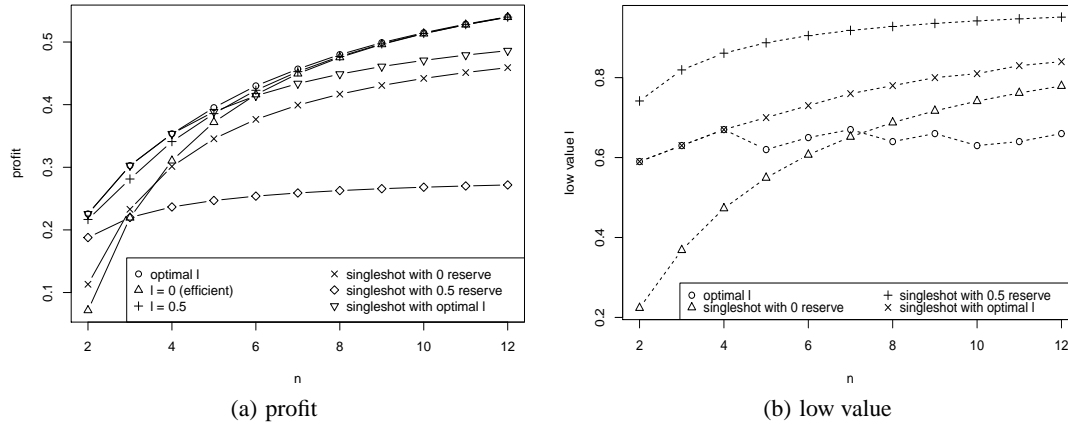 profit
0.5
0.4
0.3
0.2
0.1
optimal l
l = 0 (efficient)
l = 0.5
singleshot with 0 reserve
singleshot with 0.5 reserve
singleshot with optimal l
2 4 6 8 10 12
n
(a) profit
low value l
0.8
0.6
0.4
0.2
optimal l
singleshot with 0 reserve
singleshot with 0.5 reserve
singleshot with optimal l
2 4 6 8 10 12
n
(b) low value